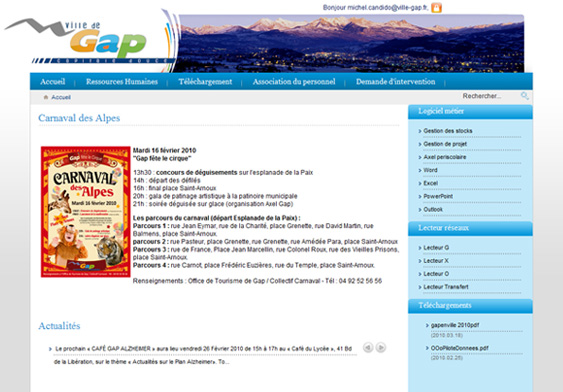 Bonjour michel.candido@ville-gap.fr,
ville de
Gap
capitale douce
Accueil
Ressources Humaines
Téléchargement
Association du personnel
Demande d'intervention
Accueil
Rechercher...
Carnaval des Alpes
Gap fête le Cirque
CARNAVAL
des Alpes
Mardi 16 février 2010
Gap
Mardi 16 février 2010
"Gap fête le cirque"
13h30 : concours de déguisements sur l'esplanade de la Paix
14h : départ des défilés
16h : final place Saint-Arnoux
20h : gala de patinage artistique à la patinoire municipale
21h : soirée déguisée sur glace (organisation Axel Gap)
Les parcours du carnaval (départ Esplanade de la Paix) :
Parcours 1 : rue Jean Eymar, rue de la Charité, place Grenette, rue David Martin, rue
Balmens, place Saint-Arnoux.
parcours 2 : rue Pasteur, place Grenette, rue Grenette, rue Amédée Para, place Saint-Arnoux
Parcours 3 : rue de France, Place Jean Marcellin, rue Colonel Roux, rue des Vieilles Prisons,
place Saint-Arnoux.
Parcours 4 : rue Carnot, place Frédéric Euzières, rue du Temple, place Saint-Arnoux.
Renseignements : Office de Tourisme de Gap / Collectif Carnaval - Tél : 04 92 52 56 56
Actualités
Le prochain « CAFÉ GAP ALZHEIMER » aura lieu vendredi 26 Février 2010 de 15h à 17h au « Café du Lycée », 41 Bd
de la Libération, sur le thème « Actualités sur le Plan Alzheimer». To...
Logiciel métier
Gestion des stocks
Gestion de projet
Axel periscolaire
Word
Excel
PowerPoint
Outlook
Lecteur réseaux
Lecteur G
Lecteur X
Lecteur O
Lecteur Transfert
Téléchargements
gapenville 2010pdf
(2010.03.16)
OOoPiloteDonnees.pdf
(2010.02.25)